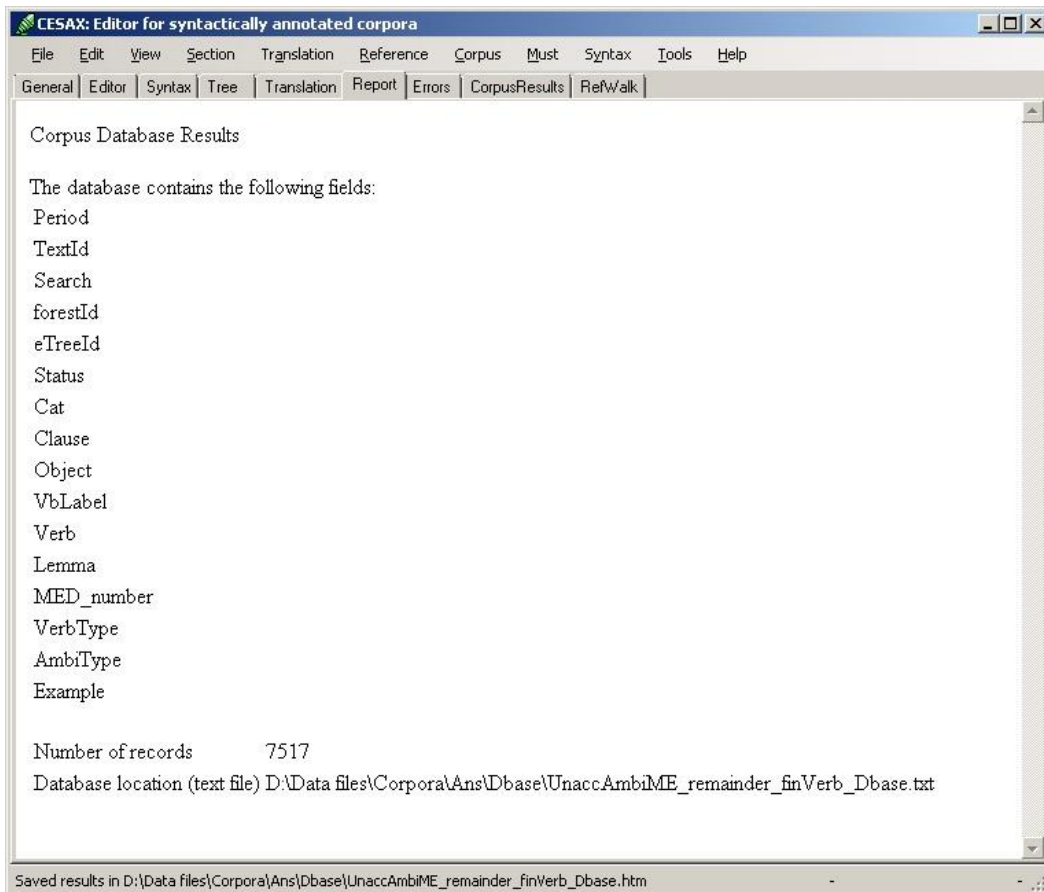 CESAX: Editor for syntactically annotated corpora
File Edit View Section Translation Reference Corpus Must Syntax Tools Help
General Editor Syntax Tree Translation Report Errors CorpusResults RefWalk
Corpus Database Results
The database contains the following fields:
Period
TextId
Search
forestId
eTreeId
Status
Cat
Clause
Object
VbLabel
Verb
Lemma
MED_number
VerbType
AmbiType
Example
Number of records 7517
Database location (text file) D:\Data files\Corpora\Ans\Dbase\UnaccAmbiME_remainder_finVerb_Dbase.txt
Saved results in D:\Data files\Corpora\Ans\Dbase\UnaccAmbiME_remainder_finVerb_Dbase.htm - -